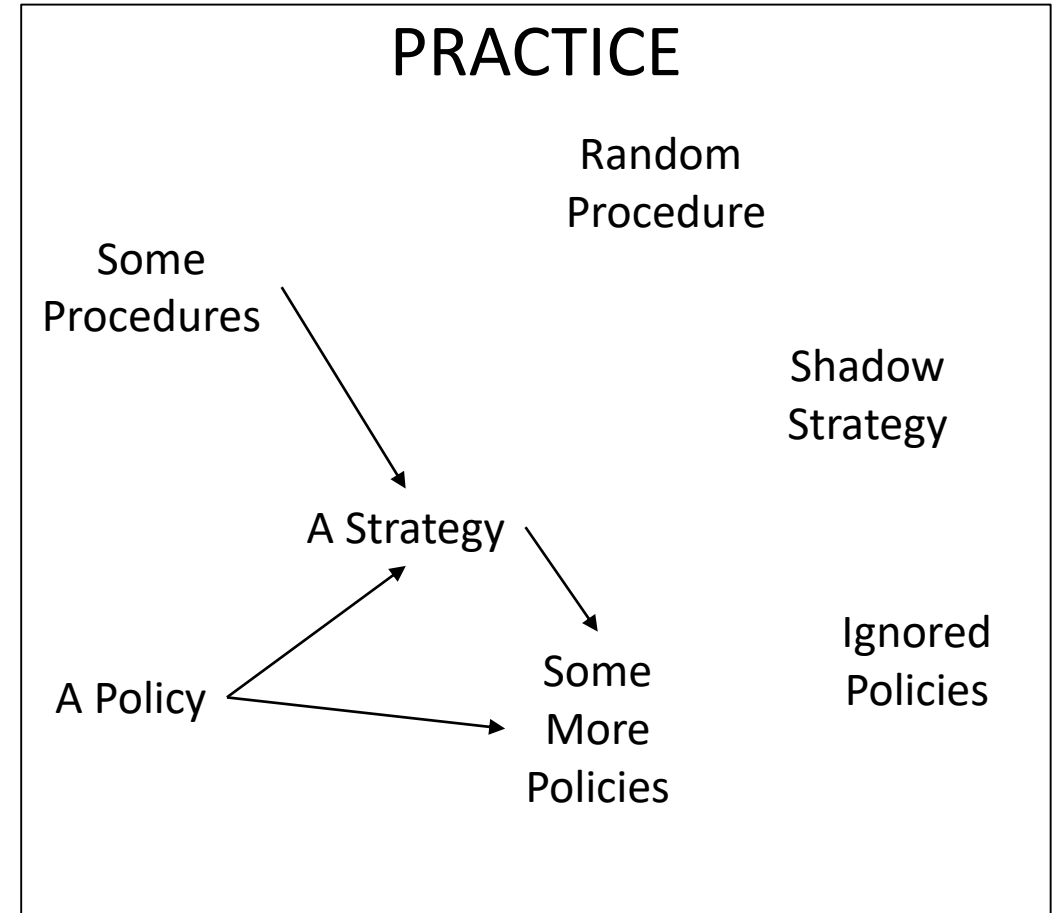 PRACTICE
Random
Procedure
Some
Procedures
Shadow
Strategy
A Strategy
Ignored
Policies
A Policy
Some
More
Policies